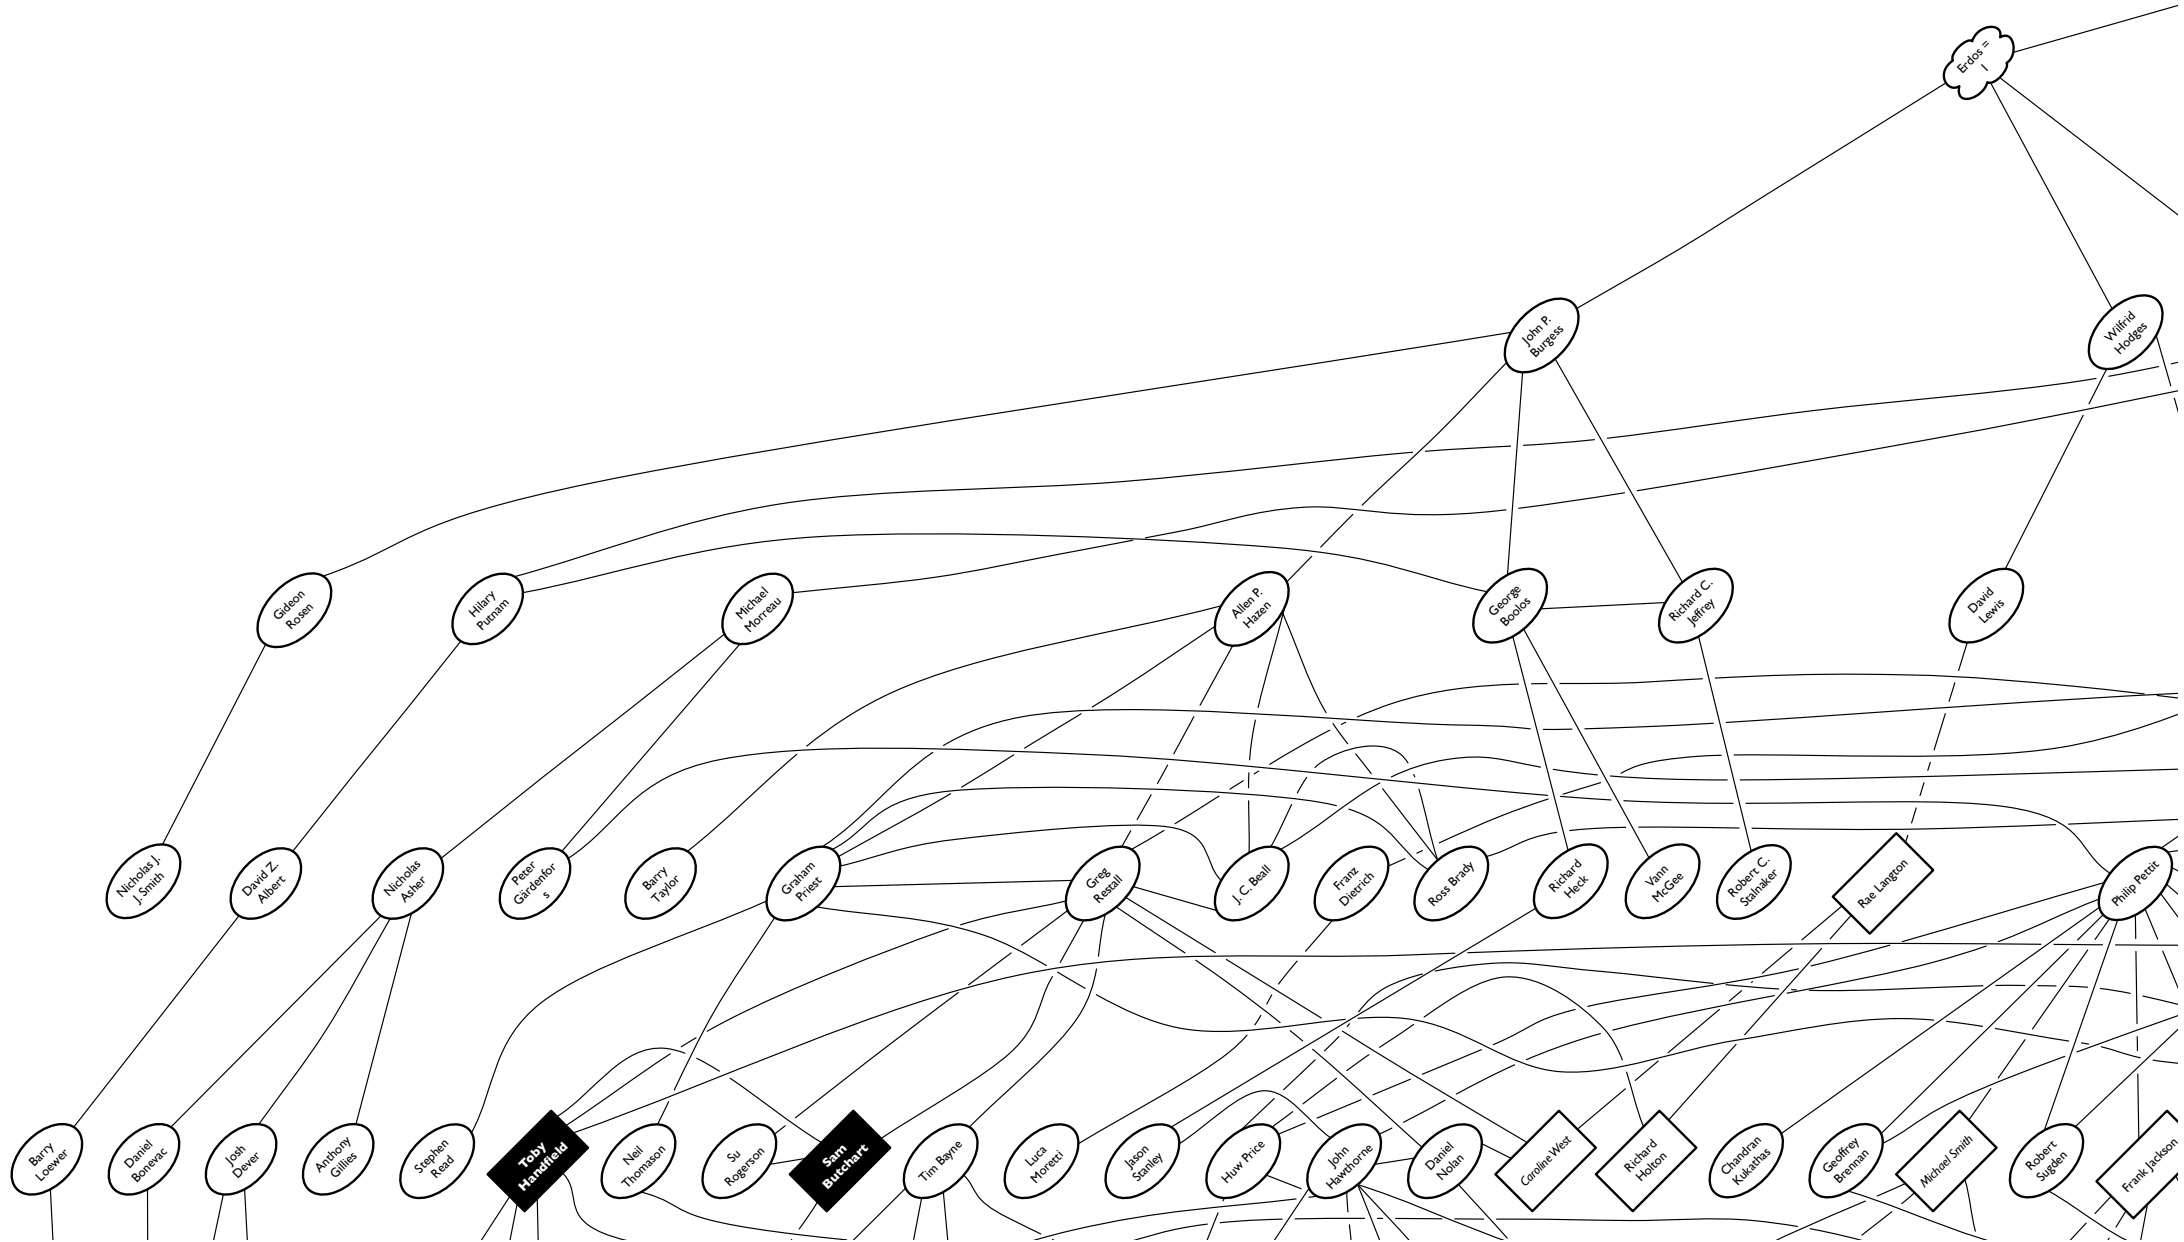 Erdos =
1
John P.
Burgess
Wilfrid
Hodges
Gideon
Rosen
Hilary
Putnam
Michael
Morreau
Allen P.
Hazen
George
Boolos
Richard C.
Jeffrey
David
Lewis
Nicholas J.
J. Smith
David Z.
Albert
Nicholas
Asher
Peter
Gärdenfor
s
Barry
Taylor
Graham
Priest
Greg
Restall
J. C. Beall
Franz
Dietrich
Ross Brady
Richard
Heck
Vann
McGee
Robert C.
Stalnaker
Rae Langton
Philip Pettit
Barry
Loewer
Daniel
Bonevac
Josh
Dever
Anthony
Gillies
Stephen
Read
Toby
Handfield
Neil
Thomason
Su
Rogerson
Sam
Butchart
Tim Bayne
Luca
Moretti
Jason
Stanley
Huw Price
John
Hawthorne
Daniel
Nolan
Caroline West
Richard
Holton
Chandran
Kukathas
Geoffrey
Brennan
Michael Smith
Robert
Sugden
Frank Jackson